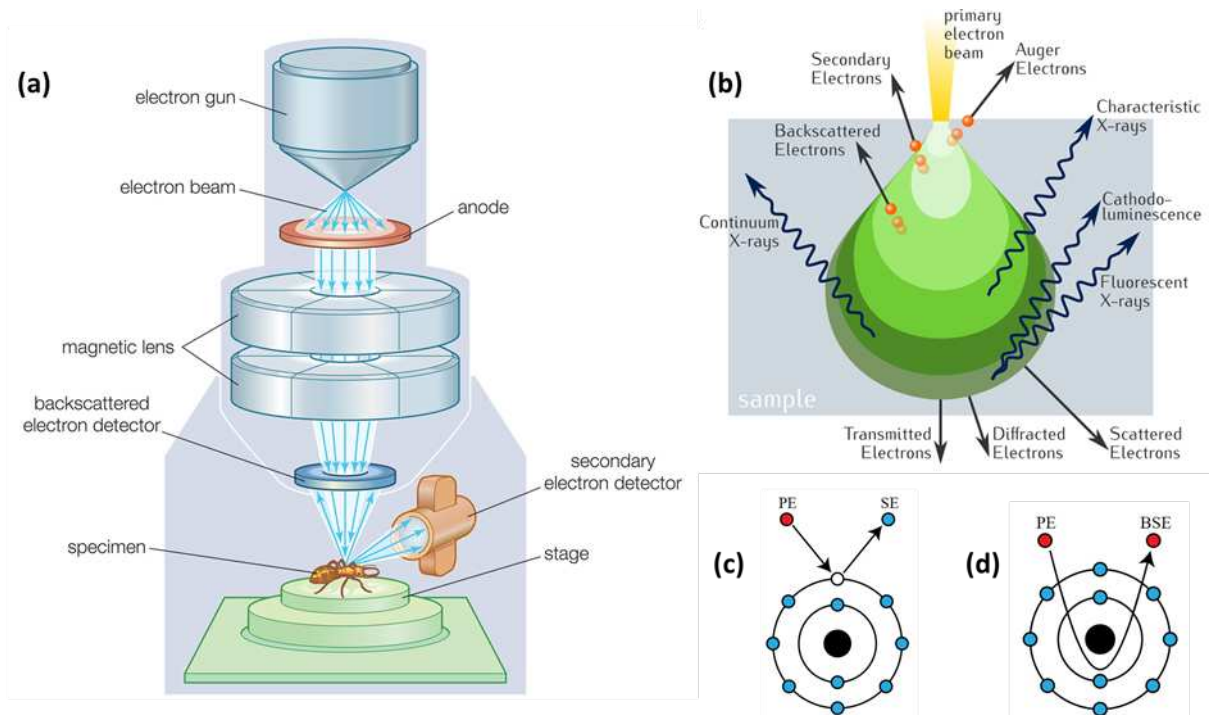 (a)
electron gun
electron beam
anode
magnetic lens
backscattered
electron detector
secondary
electron detector
specimen
stage
(b)
primary
electron
beam
Secondary
Electrons
Auger
Electrons
Backscattered
Electrons
Characteristic
X-rays
Continuum
X-rays
Cathodo-
luminescence
Fluorescent
X-rays
sample
Transmitted
Electrons
Diffracted
Electrons
Scattered
Electrons
(c)
PE
SE
(d)
PE
BSE